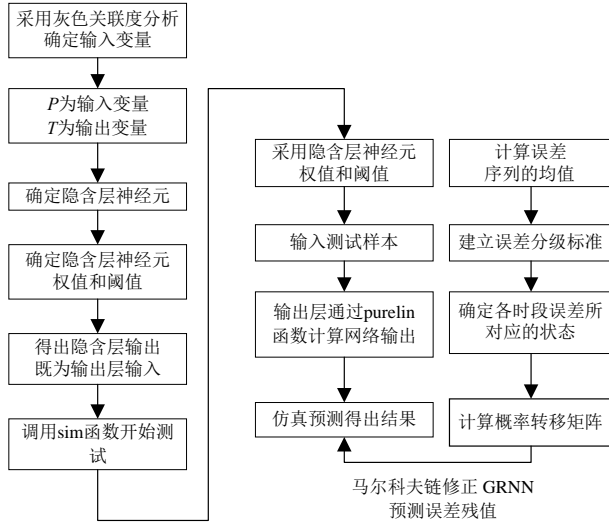 采用灰色关联度分析
确定输入变量
P为输入变量
T为输出变量
确定隐含层神经元
确定隐含层神经元
权值和阈值
得出隐含层输出
既为输出层输入
调用sim函数开始测
试
采用隐含层神经元
权值和阈值
输入测试样本
输出层通过purelin
函数计算网络输出
仿真预测得出结果
计算误差
序列的均值
建立误差分级标准
确定各时段误差所
对应的状态
计算概率转移矩阵
马尔科夫链修正 GRNN
预测误差残值